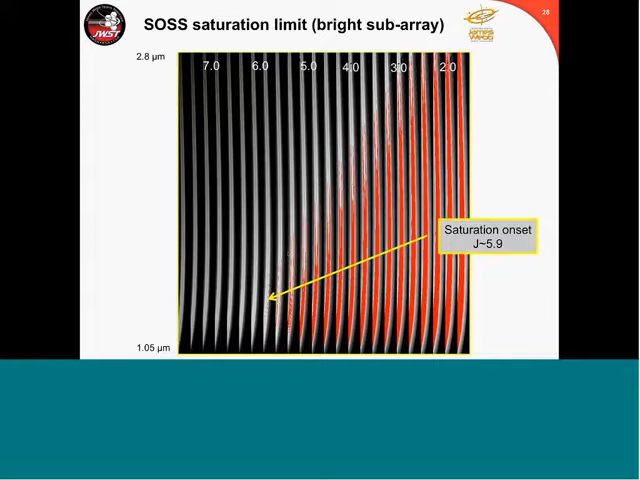 SOSS saturation limit (bright sub-array)
28
JWST
2.8 µm
7.0 6.0 5.0 4.0 3.0 2.0
Saturation onset
J~5.9
1.05 µm